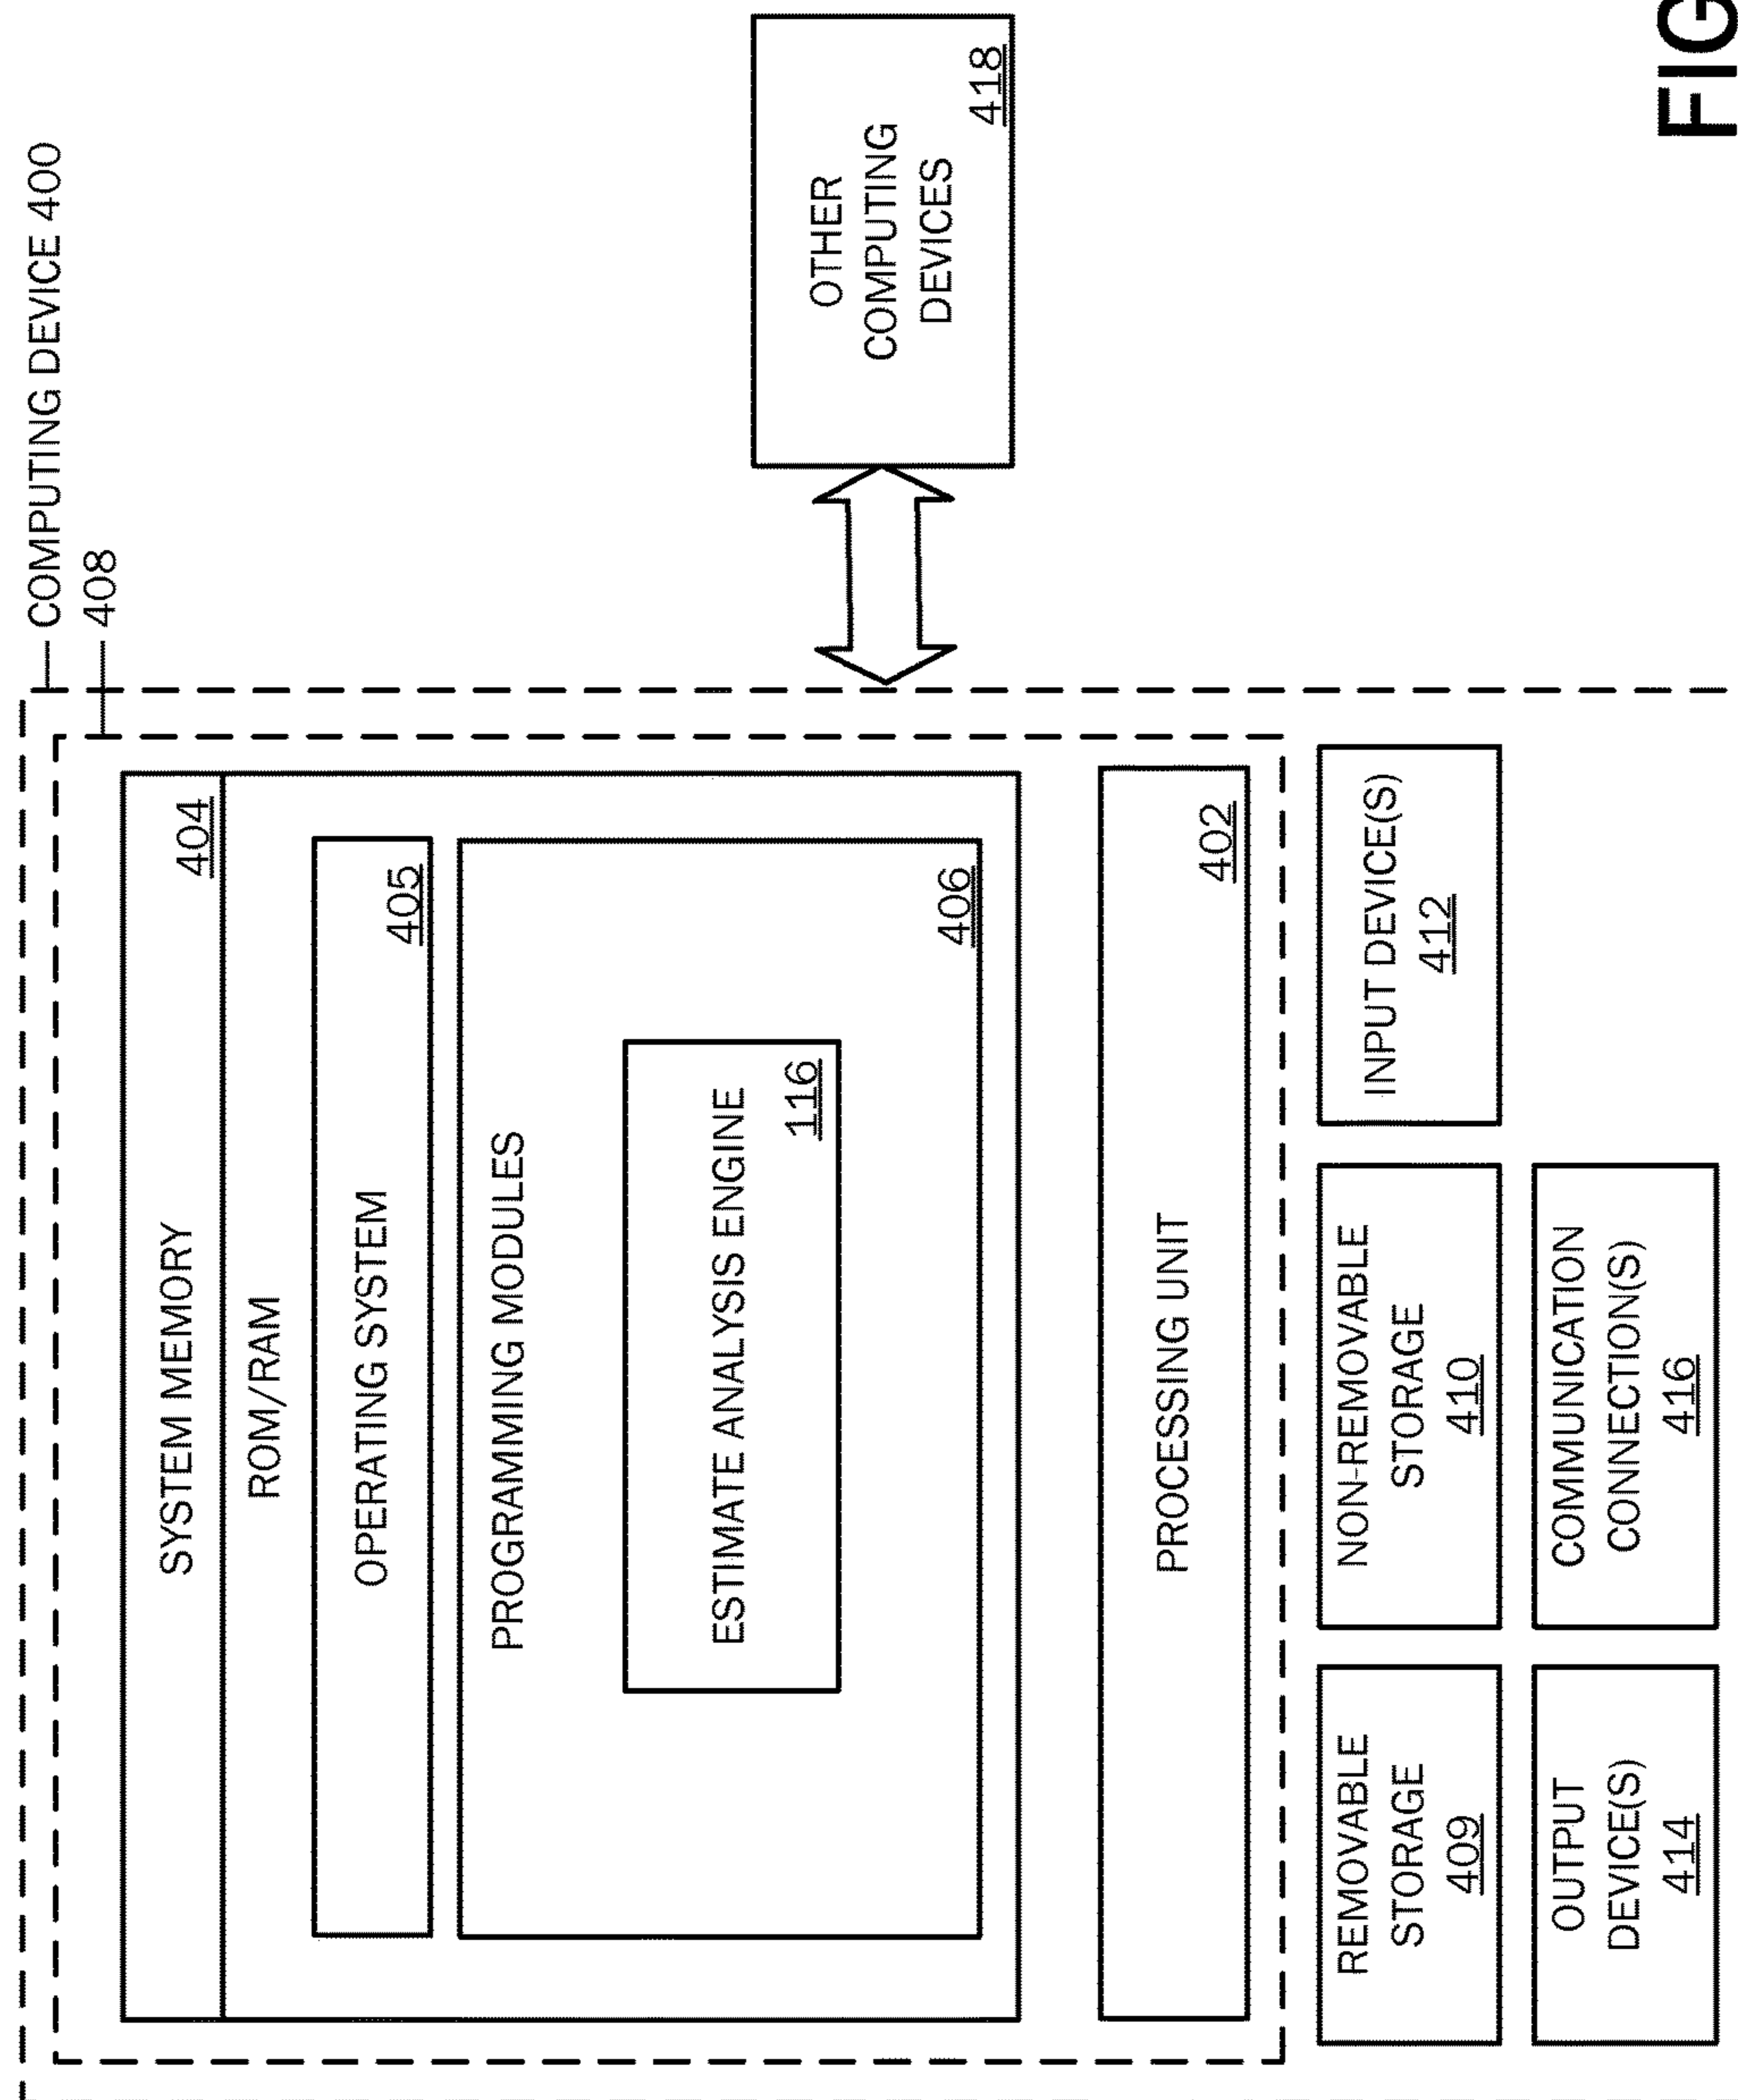 COMPUTING DEVICE 400
408
SYSTEM MEMORY
404
ROM/RAM
OPERATING SYSTEM
405
PROGRAMMING MODULES
406
ESTIMATE ANALYSIS ENGINE
116
PROCESSING UNIT
402
REMOVABLE
STORAGE
409
NON-REMOVABLE
STORAGE
410
INPUT DEVICE(S)
412
OUTPUT
DEVICE(S)
414
COMMUNICATION
CONNECTION(S)
416
OTHER
COMPUTING
DEVICES
418
FIG